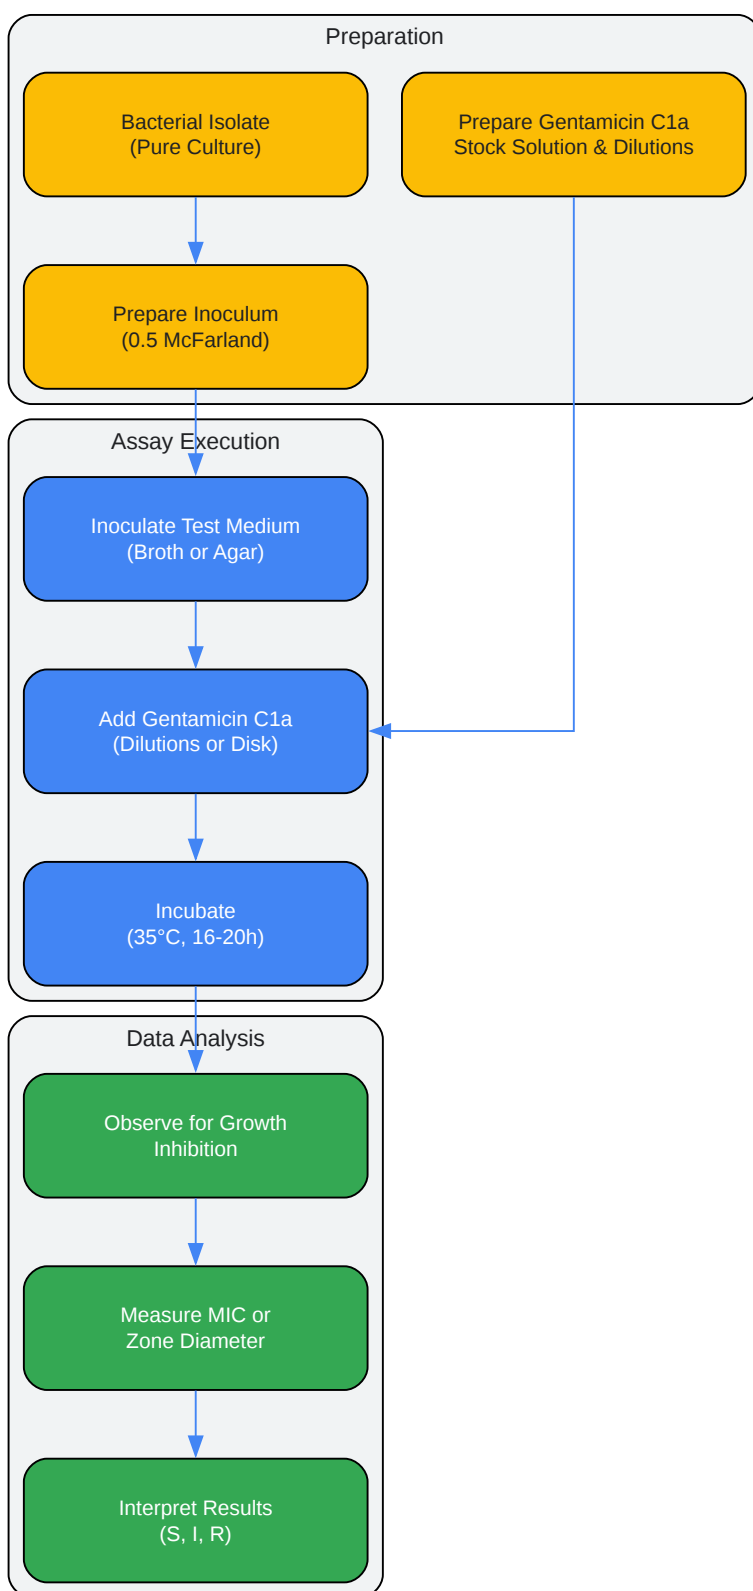 Preparation
Bacterial Isolate
(Pure Culture)
Prepare Gentamicin C1a
Stock Solution & Dilutions
Prepare Inoculum
(0.5 McFarland)
Assay Execution
Inoculate Test Medium
(Broth or Agar)
Add Gentamicin C1a
(Dilutions or Disk)
Incubate
(35°C, 16-20h)
Data Analysis
Observe for Growth
Inhibition
Measure MIC or
Zone Diameter
Interpret Results
(S, I, R)